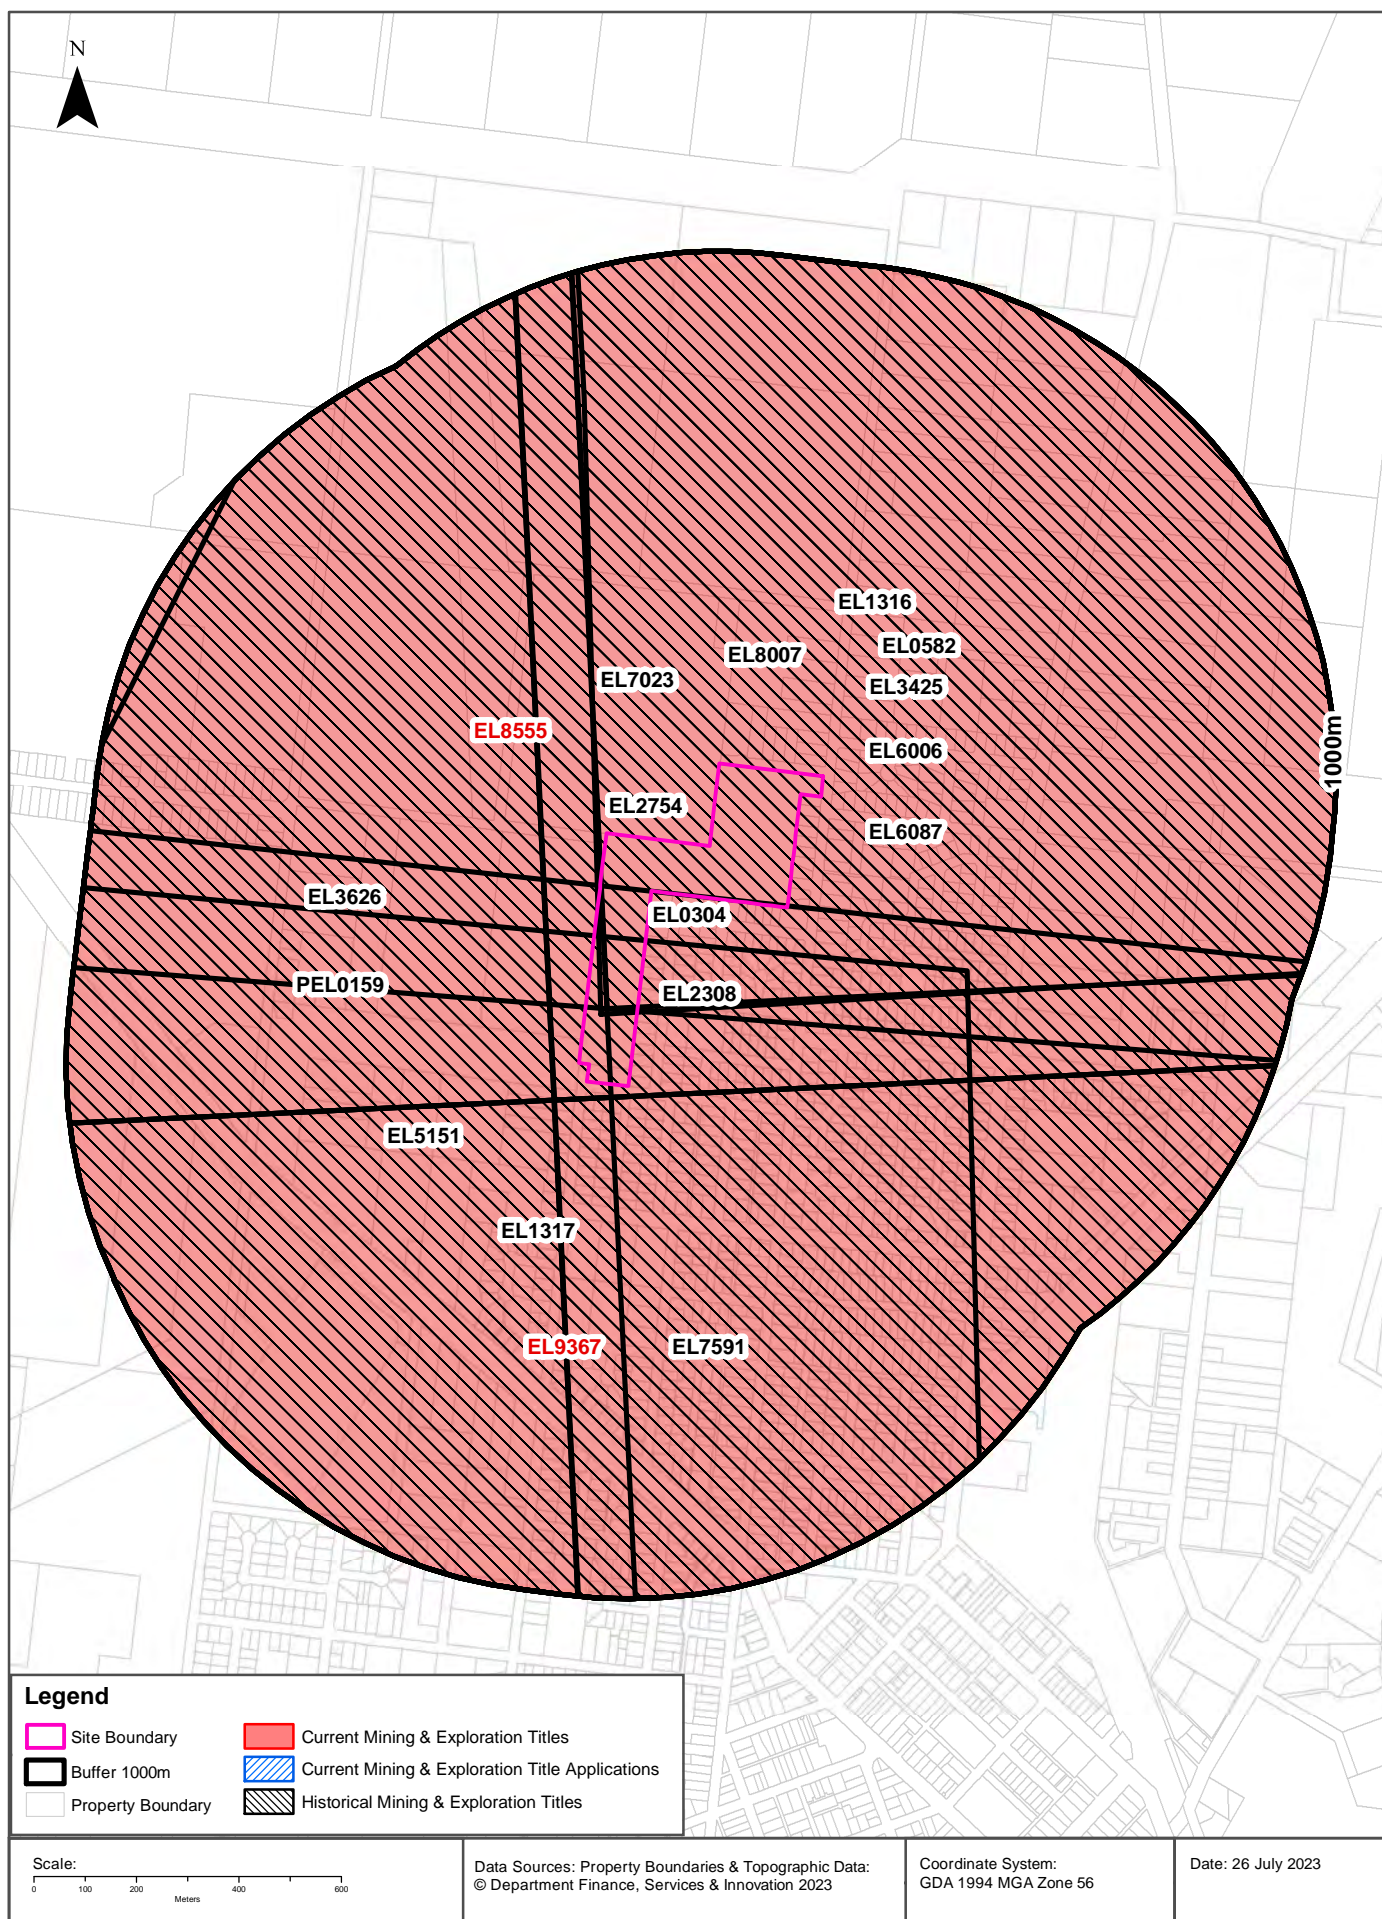 N
EL1316
EL0582
EL8007
EL7023
EL3425
EL8555
EL6006
1000m
EL2754
EL6087
EL3626
EL0304
PEL0159
EL2308
EL5151
EL1317
EL9367
EL7591
Legend
Site Boundary
Buffer 1000m
Property Boundary
Current Mining & Exploration Titles
Current Mining & Exploration Title Applications
Historical Mining & Exploration Titles
Scale:
0 100 200 400 600
Meters
Data Sources: Property Boundaries & Topographic Data:
© Department Finance, Services & Innovation 2023
Coordinate System:
GDA 1994 MGA Zone 56
Date: 26 July 2023